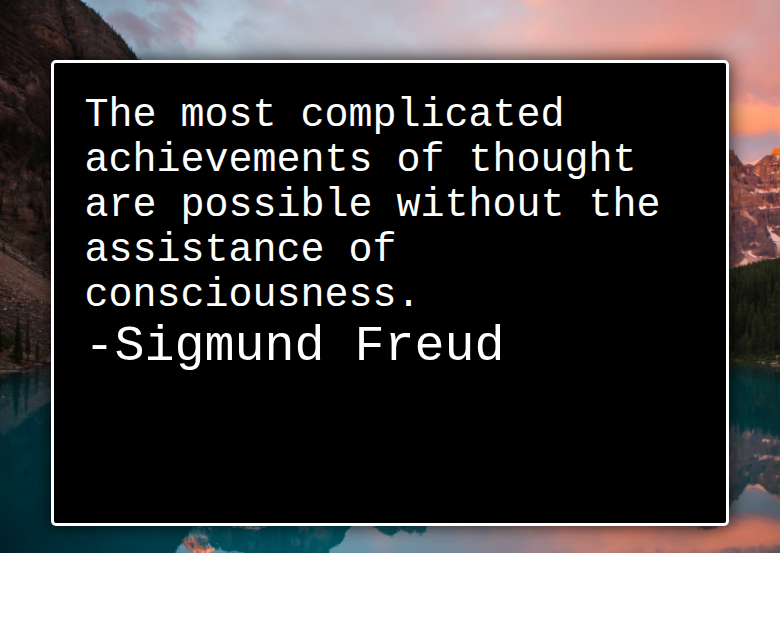 The most complicated
achievements of thought
are possible without the
assistance of
consciousness.
-Sigmund Freud